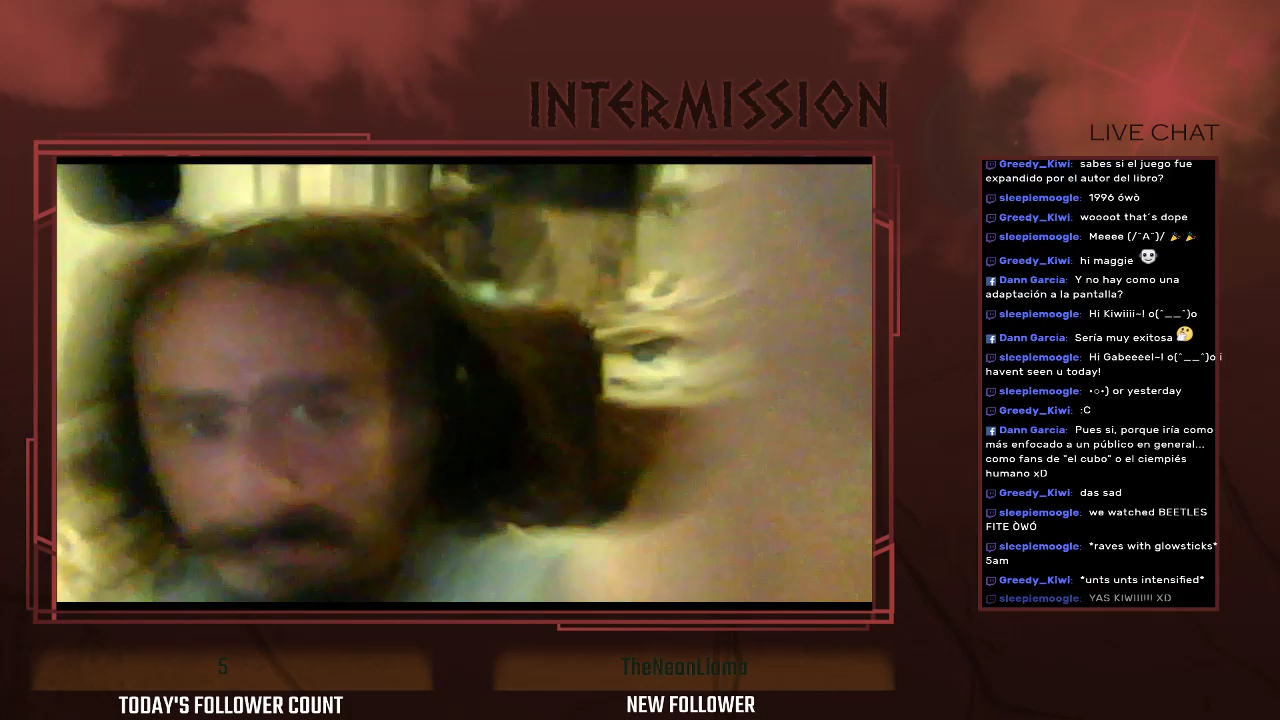 INTERMISSION
LIVE CHAT
Greedy_Kiwi: sabes si el juego fue
expandido por el autor del libro?
sleepiemoogle: 1996 ówò
Greedy_Kiwi: woooot that´s dope
sleepiemoogle: Meeee (/^A^)/ 🎉 🎉
Greedy_Kiwi: hi maggie 💀
Dann Garcia: Y no hay como una
adaptación a la pantalla?
sleepiemoogle: Hi Kiwiiii~! o(^__^)o
Dann Garcia: Sería muy exitosa 🤔
sleepiemoogle: Hi Gabeeeel~! o(^__^)o i
havent seen u today!
sleepiemoogle: •○•) or yesterday
Greedy_Kiwi: :C
Dann Garcia: Pues si, porque iría como
más enfocado a un público en general...
como fans de "el cubo" o el ciempiés
humano xD
Greedy_Kiwi: das sad
sleepiemoogle: we watched BEETLES
FITE ÒWÓ
sleepiemoogle: *raves with glowsticks*
5am
Greedy_Kiwi: *unts unts intensified*
sleepiemoogle: YAS KIWIII!!! XD
5
TODAY'S FOLLOWER COUNT
TheNeonLlama
NEW FOLLOWER